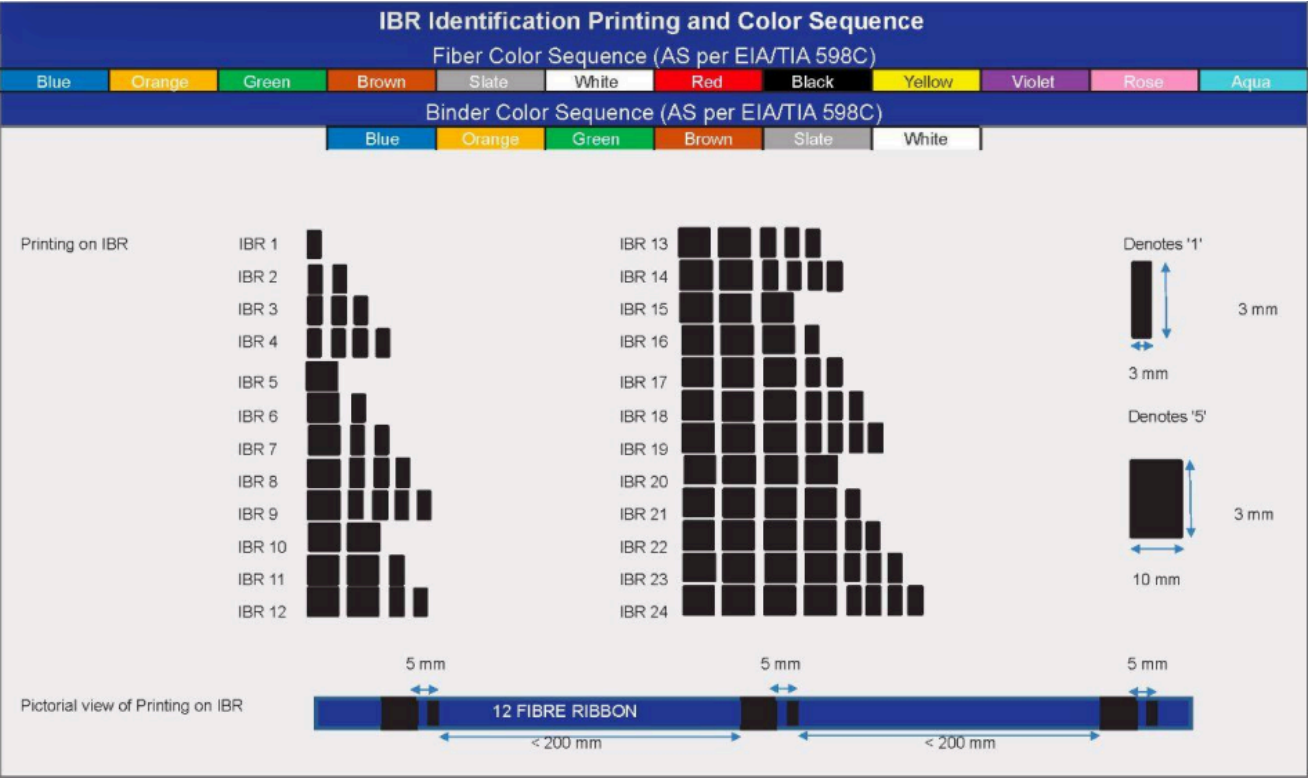 IBR Identification Printing and Color Sequence
Fiber Color Sequence (AS per EIA/TIA 598C)
Blue Orange Green Brown Slate White Red Black Yellow Violet Rose Aqua
Binder Color Sequence (AS per EIA/TIA 598C)
Blue Orange Green Brown Slate White
Printing on IBR
IBR 1
IBR 2
IBR 3
IBR 4
IBR 5
IBR 6
IBR 7
IBR 8
IBR 9
IBR 10
IBR 11
IBR 12
IBR 13
IBR 14
IBR 15
IBR 16
IBR 17
IBR 18
IBR 19
IBR 20
IBR 21
IBR 22
IBR 23
IBR 24
Denotes '1'
3 mm
3 mm
Denotes '5'
3 mm
10 mm
5 mm 5 mm 5 mm
Pictorial view of Printing on IBR
12 FIBRE RIBBON
< 200 mm < 200 mm